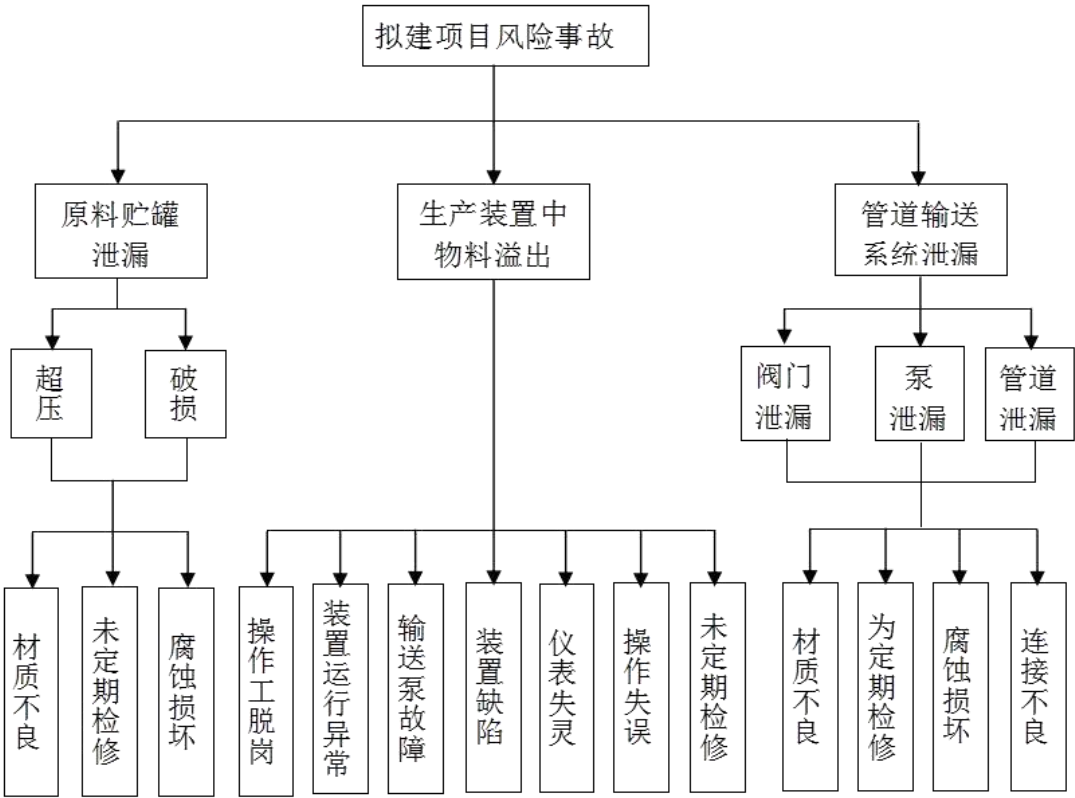 拟建项目风险事故
原料贮罐
泄漏
生产装置中
物料溢出
管道输送
系统泄漏
超压
破损
阀门
泄漏
泵
泄漏
管道
泄漏
材质不良
未定期检修
腐蚀损坏
操作工脱岗
装置运行异常
输送泵故障
装置缺陷
仪表失灵
操作失误
未定期检修
材质不良
为定期检修
腐蚀损坏
连接不良